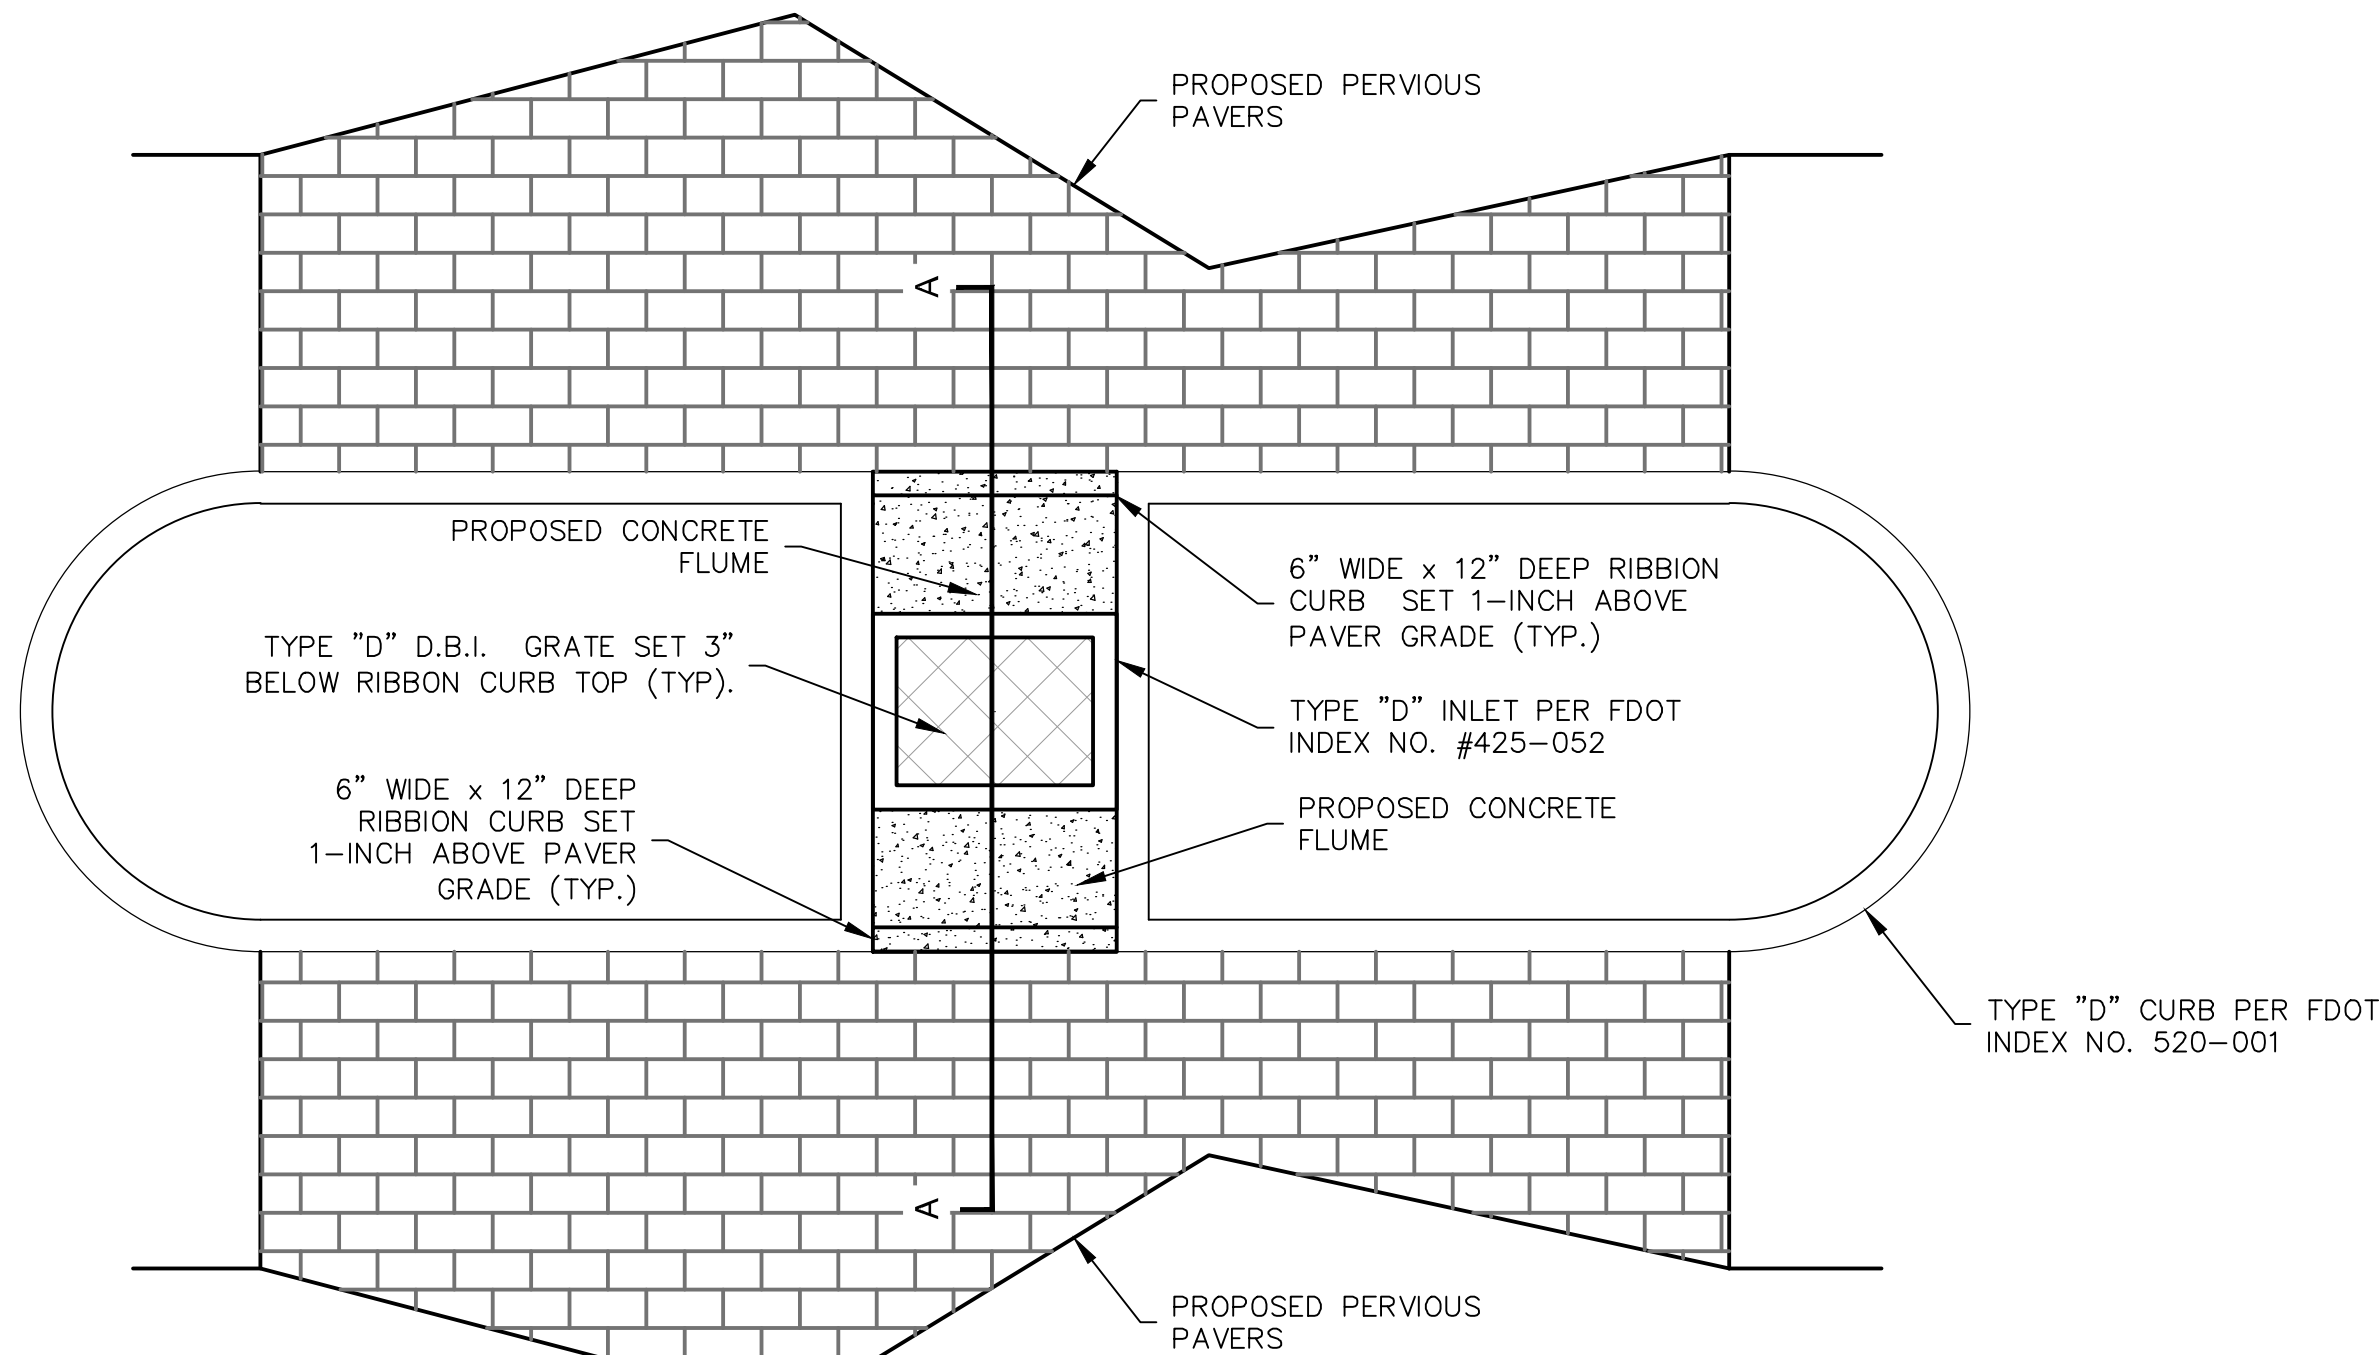 PROPOSED PERVIOUS
PAVERS
A
PROPOSED CONCRETE
FLUME
6” WIDE x 12” DEEP RIBBION
CURB  SET 1-INCH ABOVE
PAVER GRADE (TYP.)
TYPE ”D” D.B.I.  GRATE SET 3”
BELOW RIBBON CURB TOP (TYP).
TYPE ”D” INLET PER FDOT
INDEX NO. #425-052
6” WIDE x 12” DEEP
RIBBION CURB SET
1-INCH ABOVE PAVER
GRADE (TYP.)
PROPOSED CONCRETE
FLUME
TYPE ”D” CURB PER FDOT
INDEX NO. 520-001
A
PROPOSED PERVIOUS
PAVERS